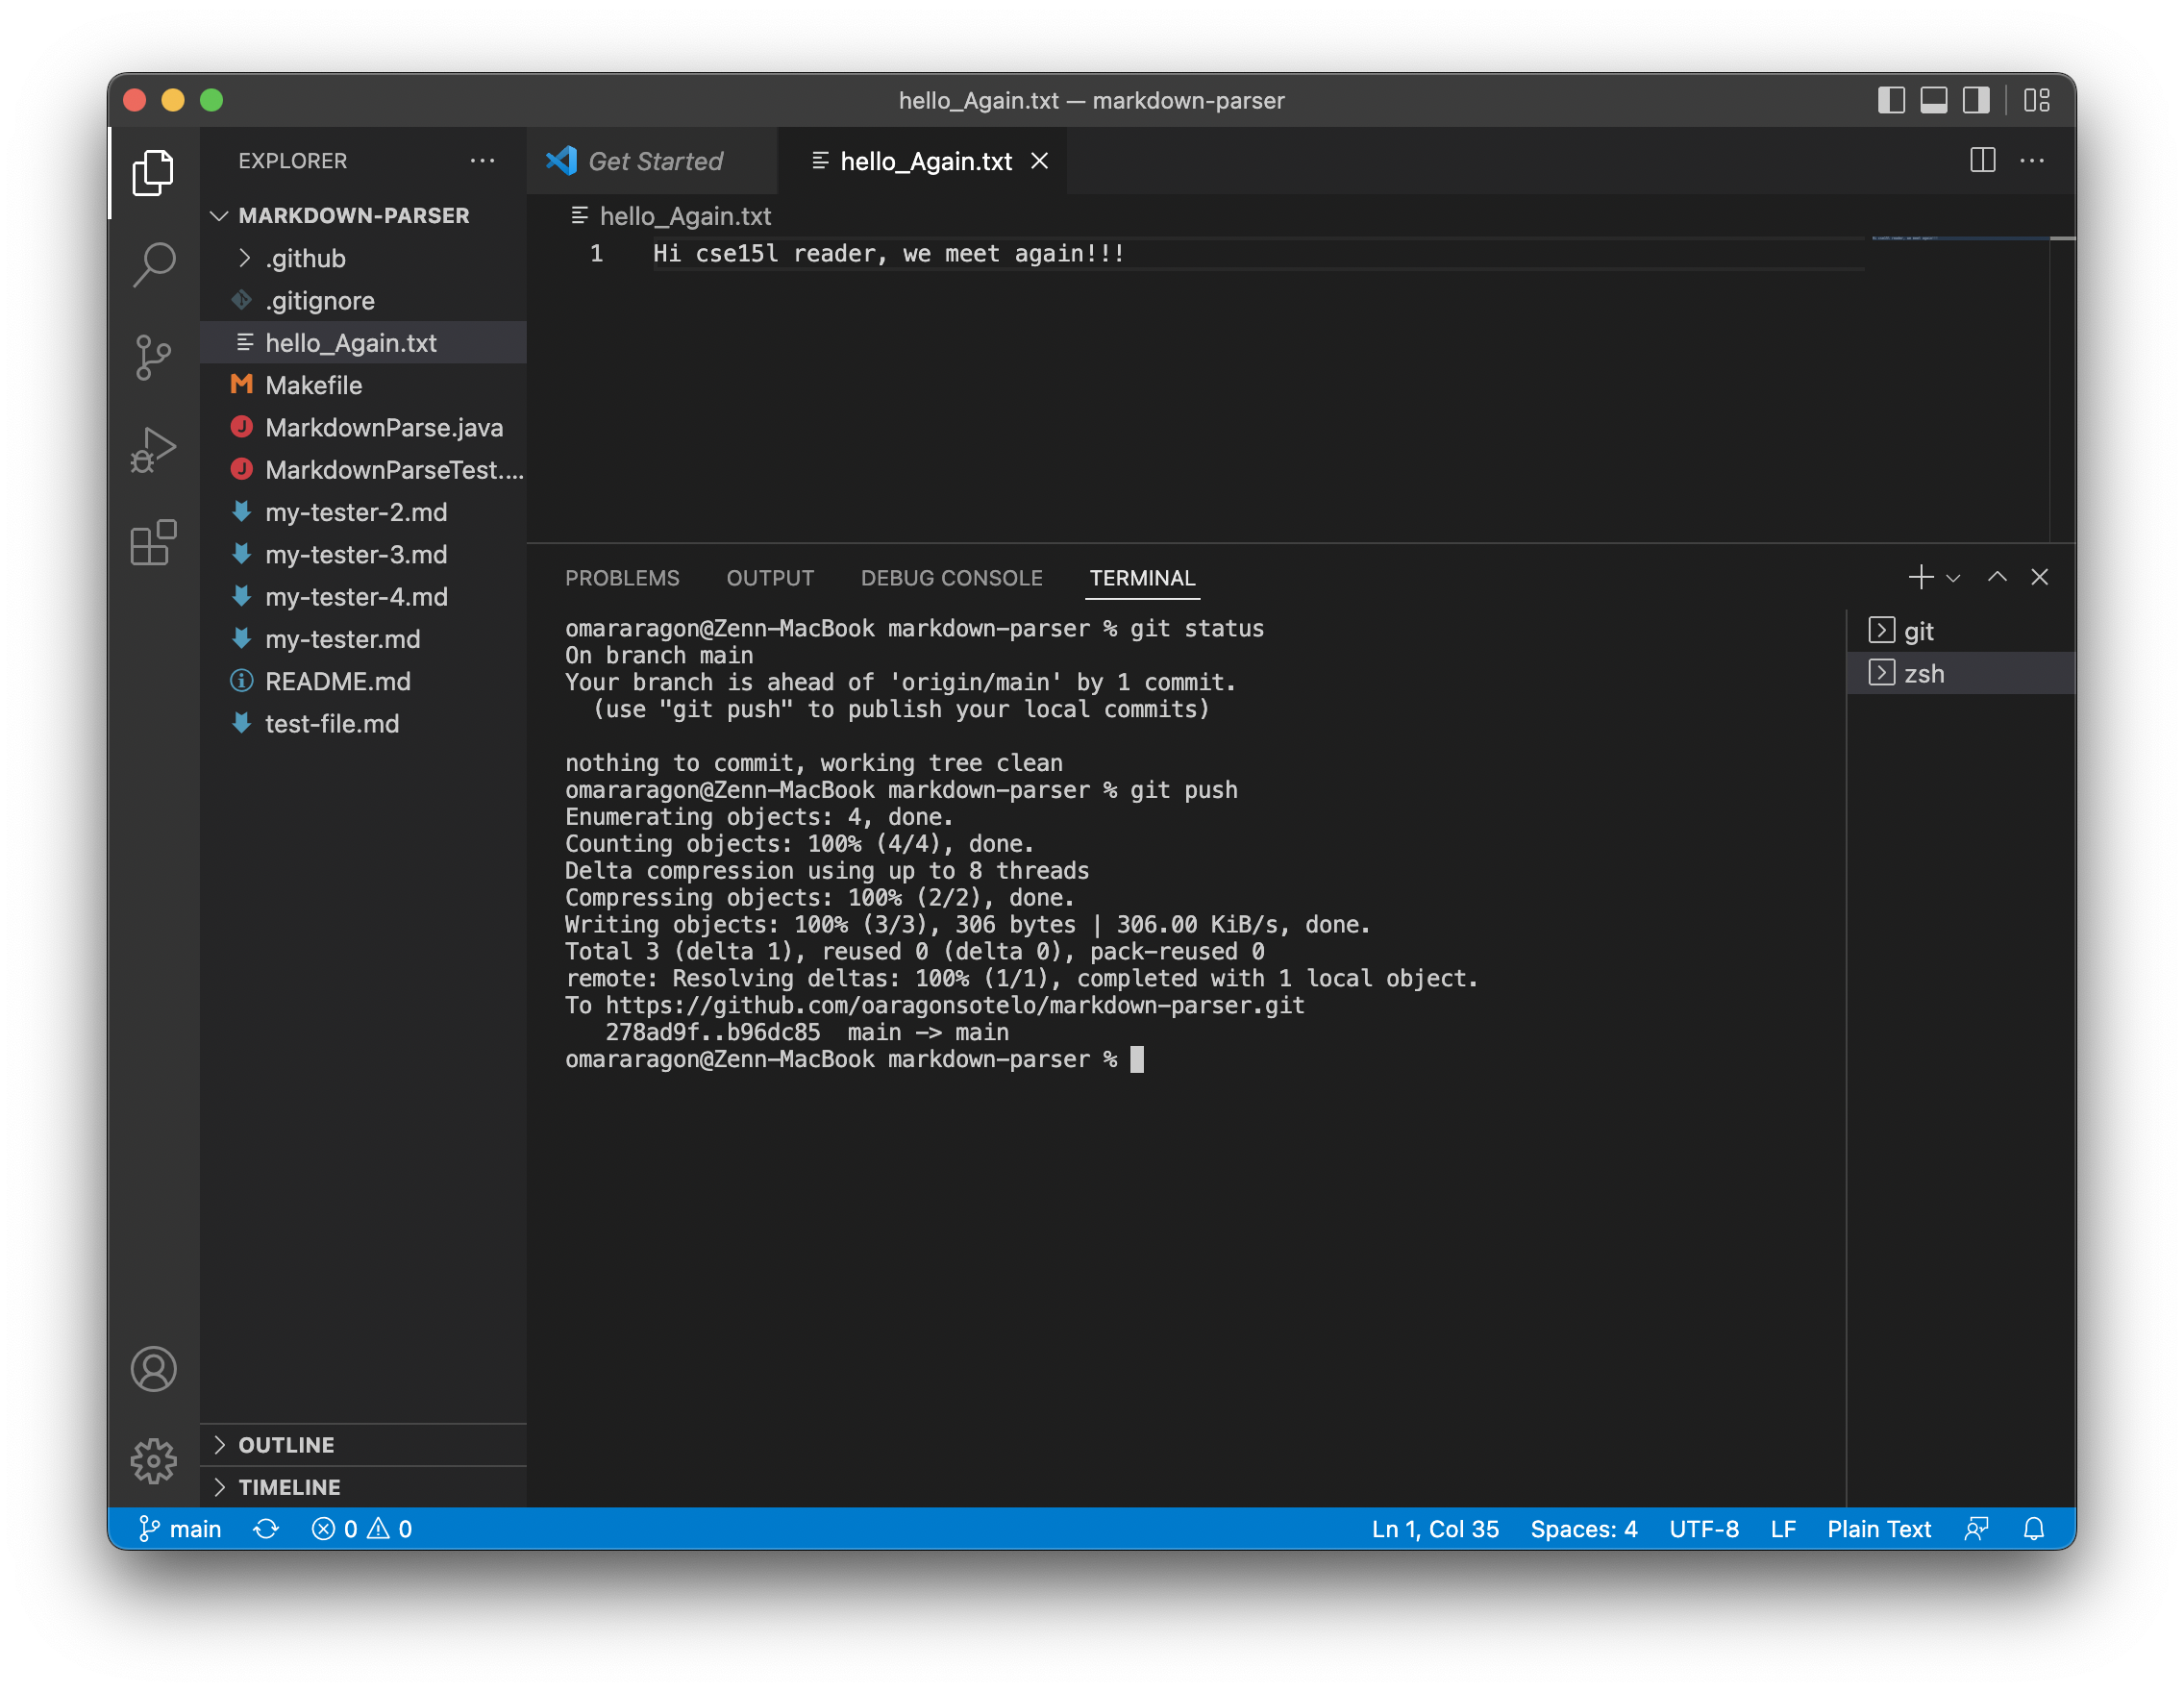 hello_Again.txt — markdown-parser
EXPLORER
MARKDOWN-PARSER
.github
.gitignore
hello_Again.txt
Makefile
MarkdownParse.java
MarkdownParseTest....
my-tester-2.md
my-tester-3.md
my-tester-4.md
my-tester.md
README.md
test-file.md
OUTLINE
TIMELINE
Get Started
hello_Again.txt
hello_Again.txt
1 Hi cse15l reader, we meet again!!!
PROBLEMS OUTPUT DEBUG CONSOLE TERMINAL
omararagon@Zenn-MacBook markdown-parser % git status
On branch main
Your branch is ahead of 'origin/main' by 1 commit.
  (use "git push" to publish your local commits)
nothing to commit, working tree clean
omararagon@Zenn-MacBook markdown-parser % git push
Enumerating objects: 4, done.
Counting objects: 100% (4/4), done.
Delta compression using up to 8 threads
Compressing objects: 100% (2/2), done.
Writing objects: 100% (3/3), 306 bytes | 306.00 KiB/s, done.
Total 3 (delta 1), reused 0 (delta 0), pack-reused 0
remote: Resolving deltas: 100% (1/1), completed with 1 local object.
To https://github.com/oaragonsotelo/markdown-parser.git
   278ad9f..b96dc85  main -> main
omararagon@Zenn-MacBook markdown-parser %
git
zsh
main 0 0 Ln 1, Col 35 Spaces: 4 UTF-8 LF Plain Text